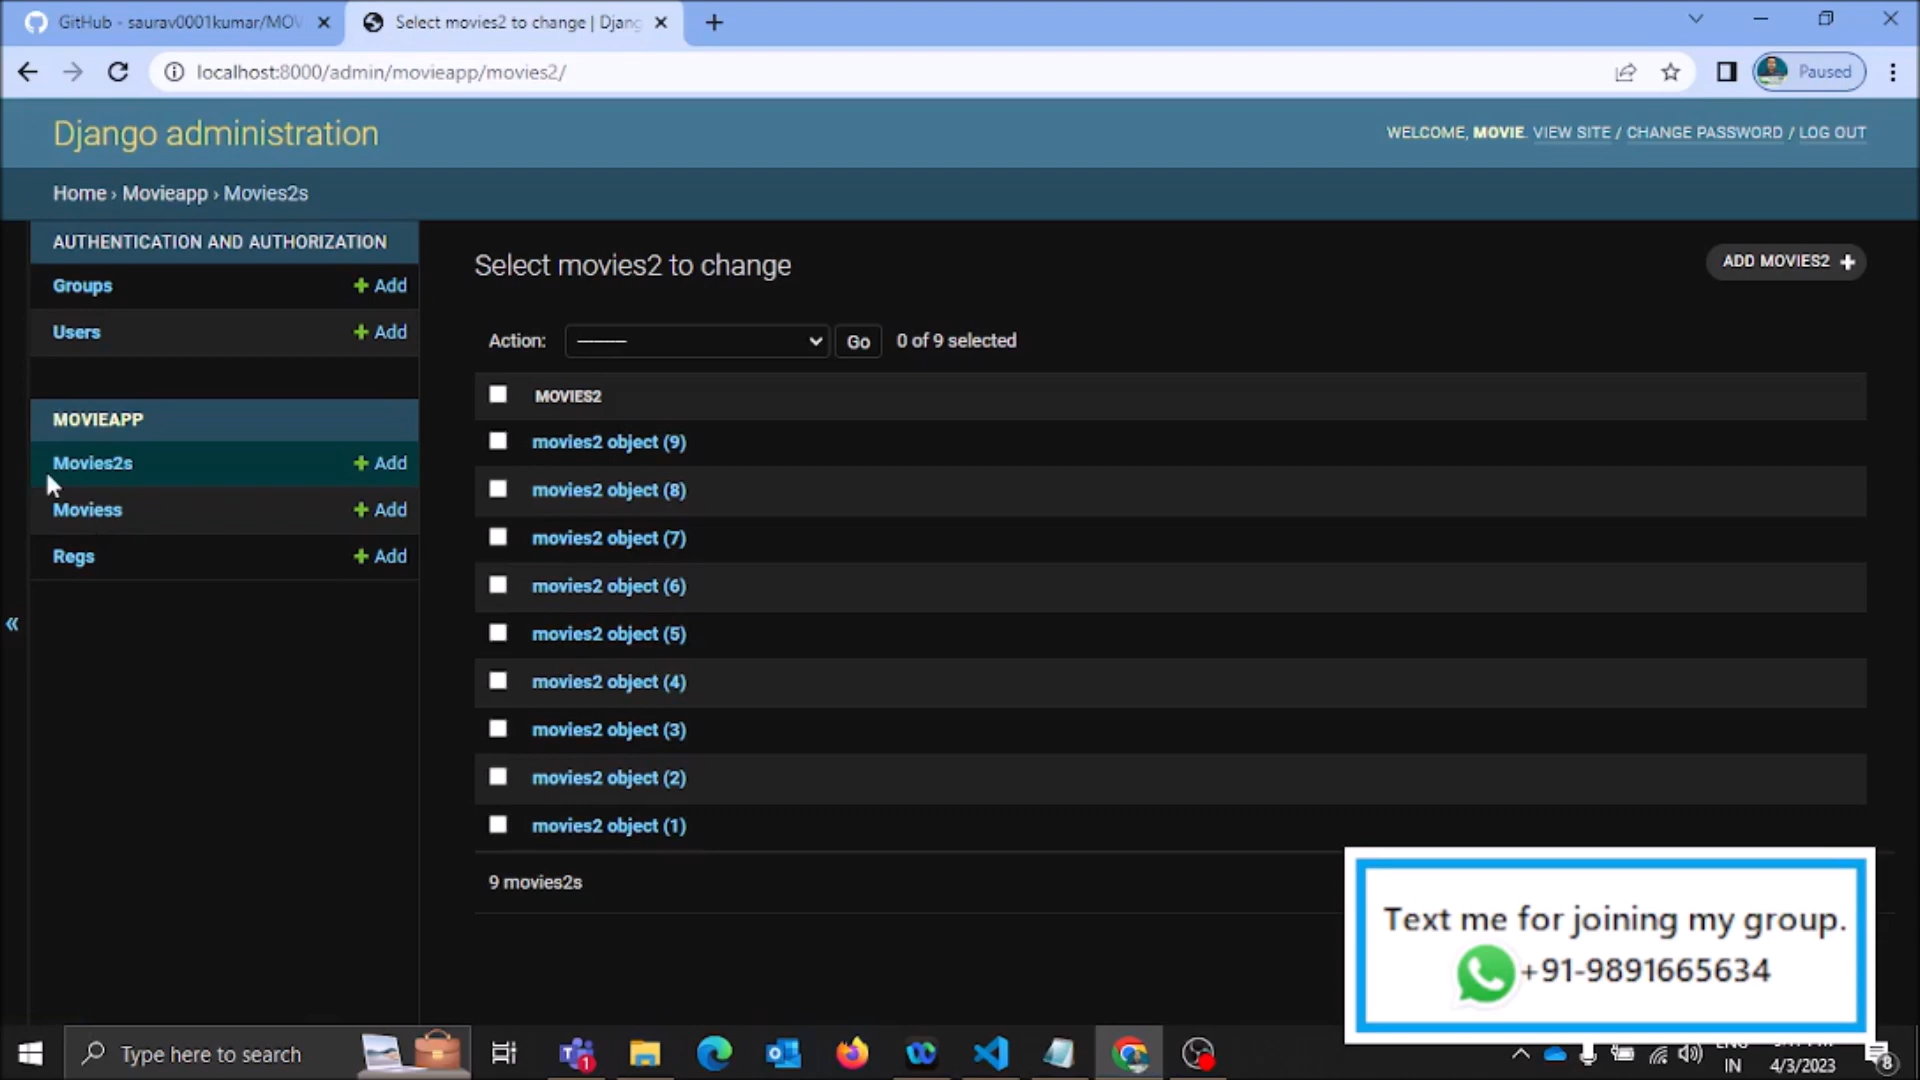 GitHub - saurav0001kumar/MOV
Select movies2 to change | Djang
localhost:8000/admin/movieapp/movies2/
Paused
Django administration
WELCOME, MOVIE. VIEW SITE / CHANGE PASSWORD / LOG OUT
Home › Movieapp › Movies2s
AUTHENTICATION AND AUTHORIZATION
Groups + Add
Users + Add
MOVIEAPP
Movies2s + Add
Moviess + Add
Regs + Add
«
Select movies2 to change
ADD MOVIES2 +
Action: --------- Go 0 of 9 selected
MOVIES2
movies2 object (9)
movies2 object (8)
movies2 object (7)
movies2 object (6)
movies2 object (5)
movies2 object (4)
movies2 object (3)
movies2 object (2)
movies2 object (1)
9 movies2s
Text me for joining my group.
+91-9891665634
Type here to search
1
IN
4/3/2023
8